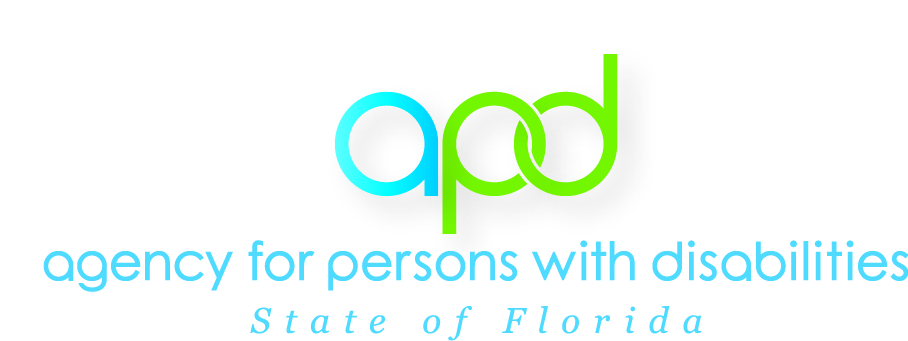 apd
agency for persons with disabilities
State of Florida